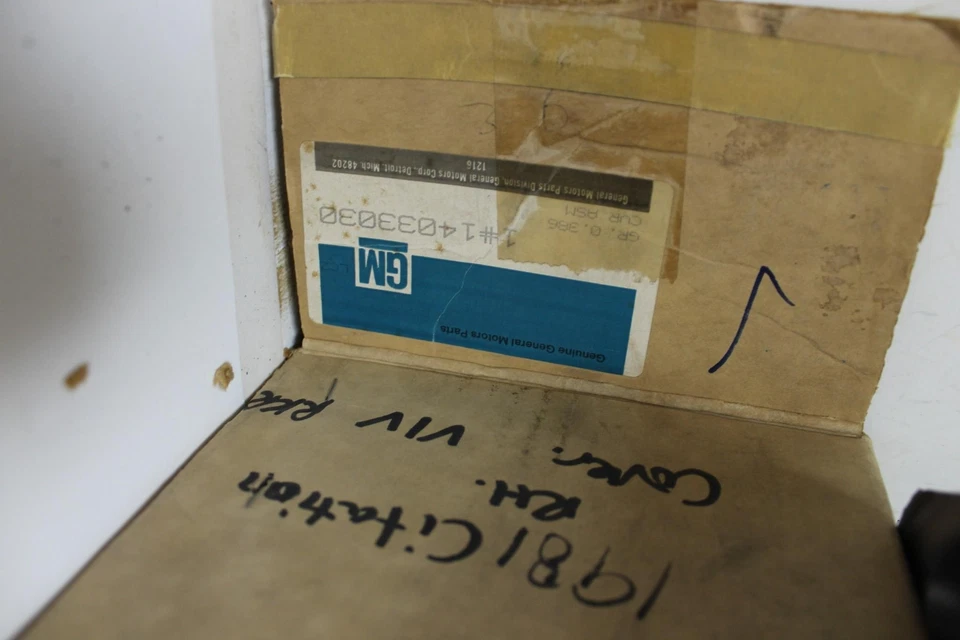 1981 Citation
RH.
Cover. VIV
Genuine General Motors Parts
GM
1#14033030
GR. 0.386
CVR ASM
General Motors Parts Division, General Motors Corp., Detroit, Mich. 48202
1216